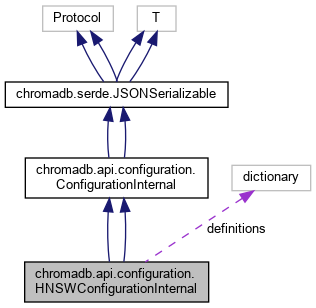 Protocol
T
chromadb.serde.JSONSerializable
chromadb.api.configuration.
ConfigurationInternal
dictionary
definitions
chromadb.api.configuration.
HNSWConfigurationInternal